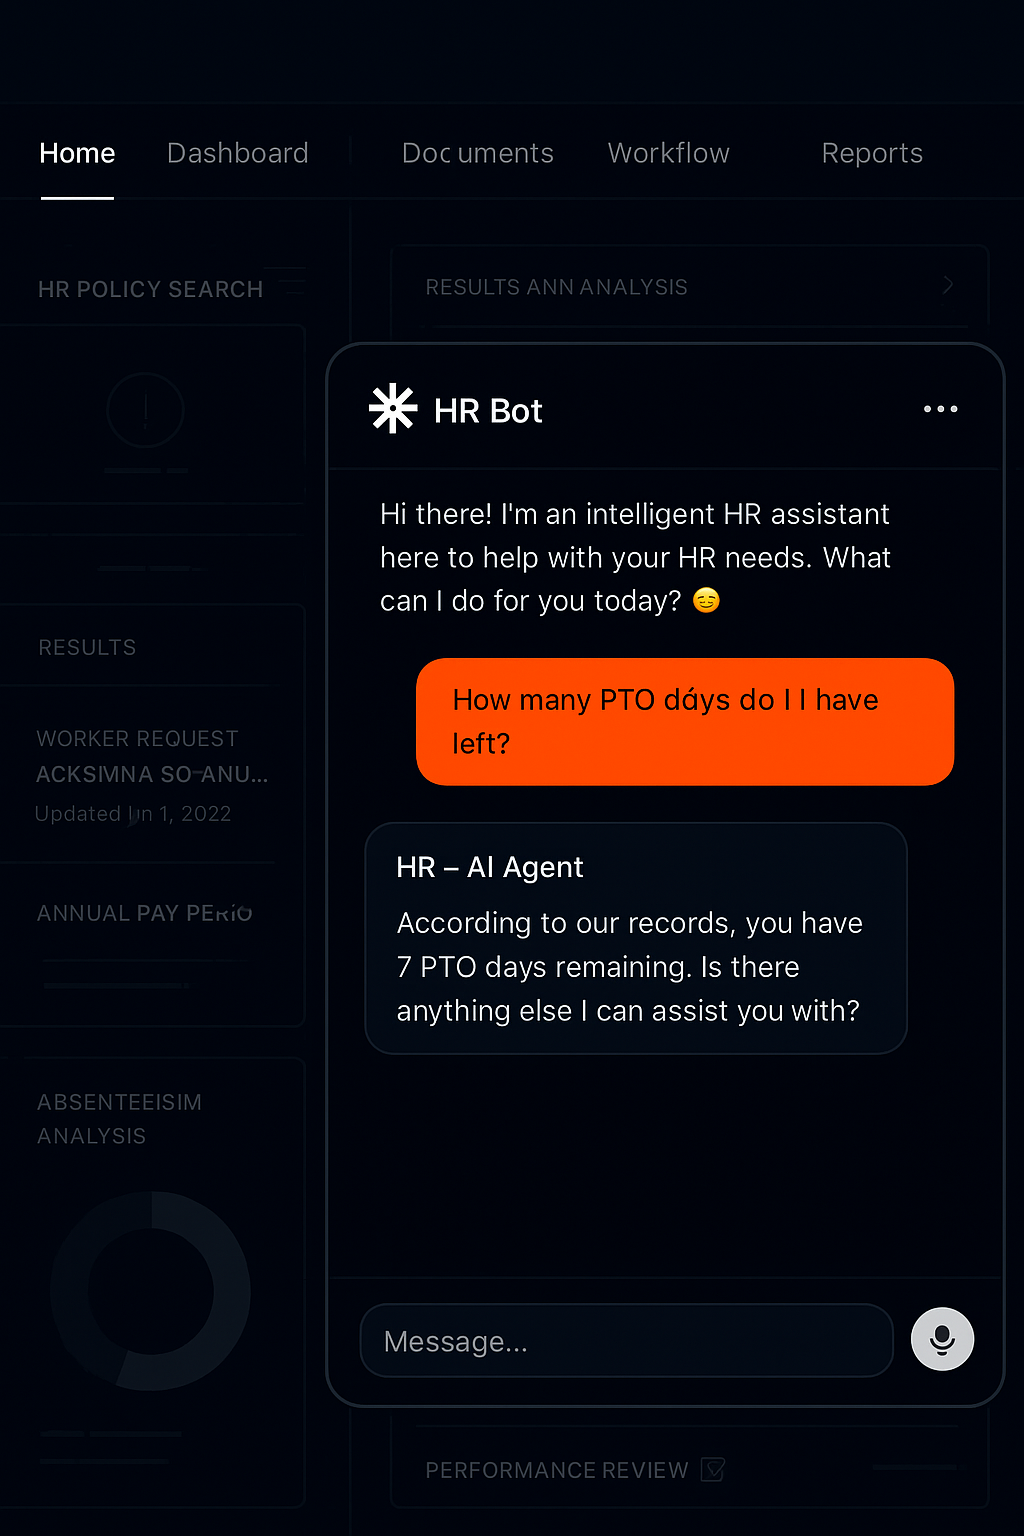 Home Dashboard Doc uments Workflow Reports
HR POLICY SEARCH
RESULTS ANN ANALYSIS
HR Bot
Hi there! I'm an intelligent HR assistant
here to help with your HR needs. What
can I do for you today? 😌
How many PTO dáys do I I have
left?
HR – AI Agent
According to our records, you have
7 PTO days remaining. Is there
anything else I can assist you with?
Message...
RESULTS
WORKER REQUEST
ACKSIMNA SO-ANU...
Updated 1, 2022
ANNUAL PAY
ABSENTEEISIM
ANALYSIS
PERFORMANCE REVIEW